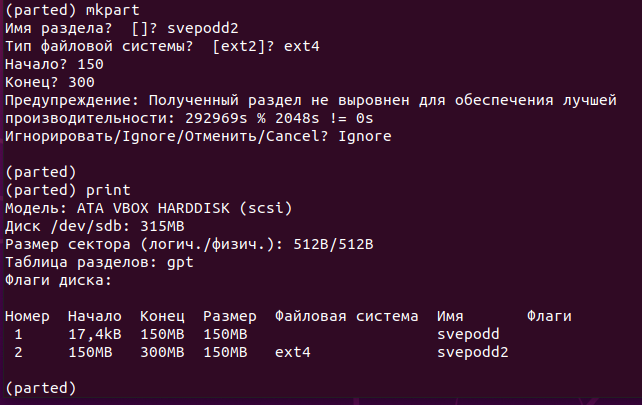 (parted) mkpart
Имя раздела?  []? svepodd2
Тип файловой системы?  [ext2]? ext4
Начало? 150
Конец? 300
Предупреждение: Полученный раздел не выровнен для обеспечения лучшей
производительности: 292969s % 2048s != 0s
Игнорировать/Ignore/Отменить/Cancel? Ignore
(parted)
(parted) print
Модель: ATA VBOX HARDDISK (scsi)
Диск /dev/sdb: 315MB
Размер сектора (логич./физич.): 512B/512B
Таблица разделов: gpt
Флаги диска:
Номер  Начало  Конец  Размер  Файловая система  Имя       Флаги
1      17,4kB  150MB  150MB                     svepodd
2      150MB   300MB  150MB   ext4              svepodd2
(parted)